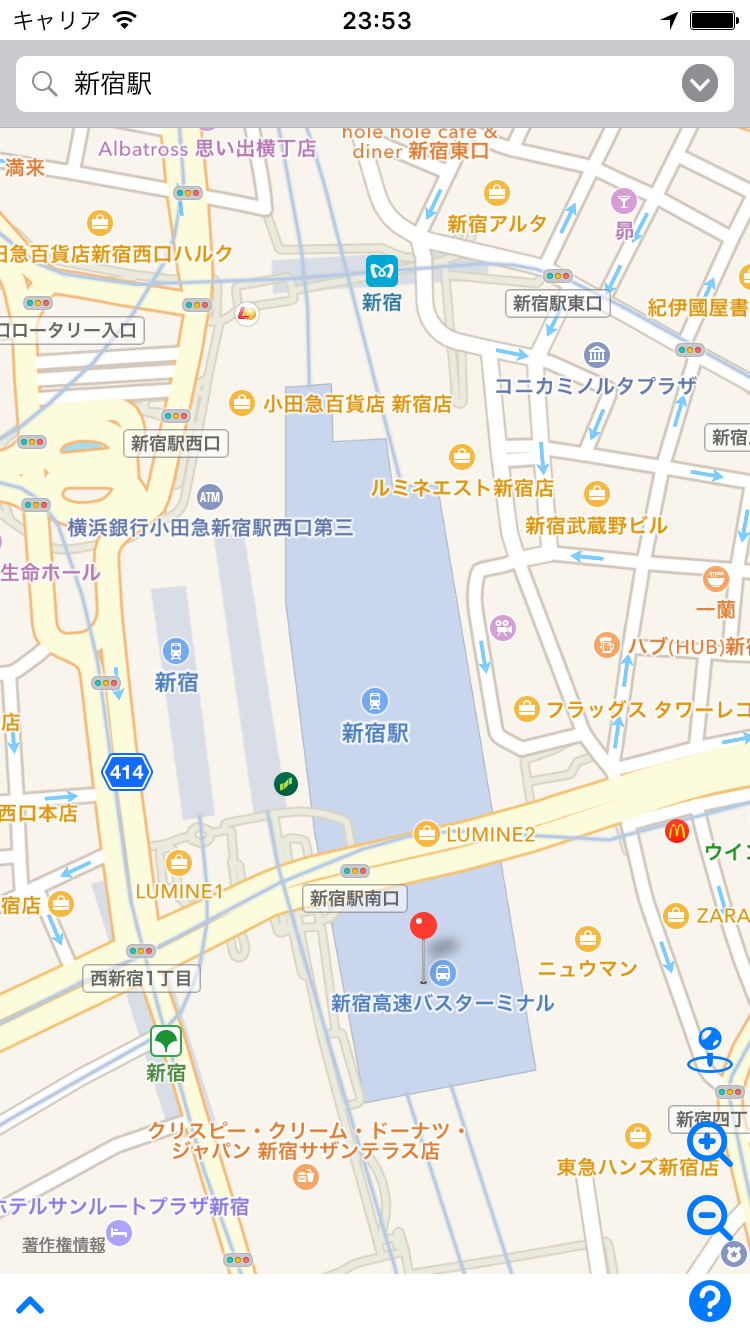 キャリア
23:53
新宿駅
hole hole cafe &
diner 新宿東口
Albatross 思い出横丁店
満来
新宿アルタ
昴
田急百貨店新宿西口ハルク
新宿
新宿駅東口
紀伊國屋書
口ロータリー入口
コニカミノルタプラザ
小田急百貨店 新宿店
新宿駅西口
新宿
ルミネエスト新宿店
ATM
新宿武蔵野ビル
横浜銀行小田急新宿駅西口第三
生命ホール
一蘭
パブ(HUB)新宿
新宿
店
フラッグス タワーレコ
新宿駅
414
西口本店
LUMINE2
ウイン
LUMINE1
新宿駅南口
宿店
ZARA
ニュウマン
西新宿1丁目
新宿高速バスターミナル
新宿
新宿四丁
クリスピー・クリーム・ドーナツ・
ジャパン 新宿サザンテラス店
東急ハンズ新宿店
ホテルサンルートプラザ新宿
著作権情報